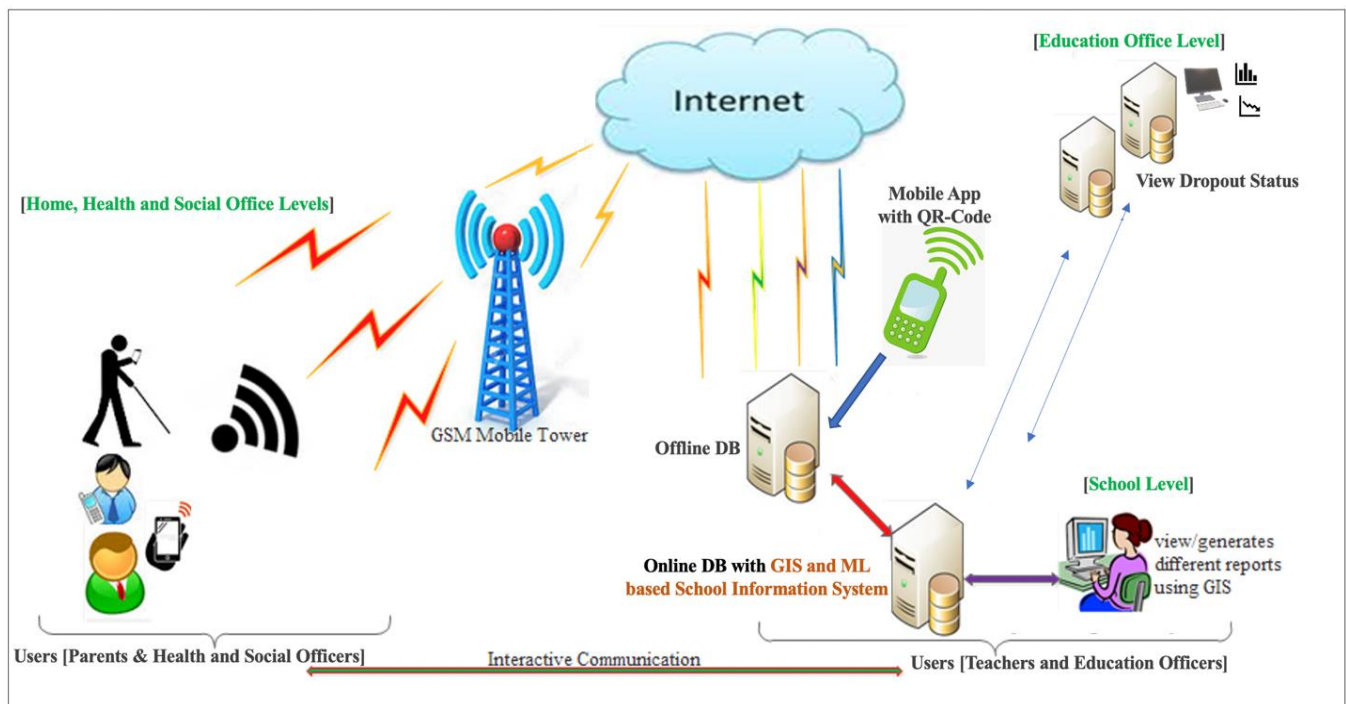 [Education Office Level]
Internet
View Dropout Status
Mobile App
with QR-Code
[Home, Health and Social Office Levels]
GSM Mobile Tower
Offline DB
[School Level]
view/generates
different reports
using GIS
Online DB with GIS and ML
based School Information System
Users [Parents & Health and Social Officers]
Interactive Communication
Users [Teachers and Education Officers]